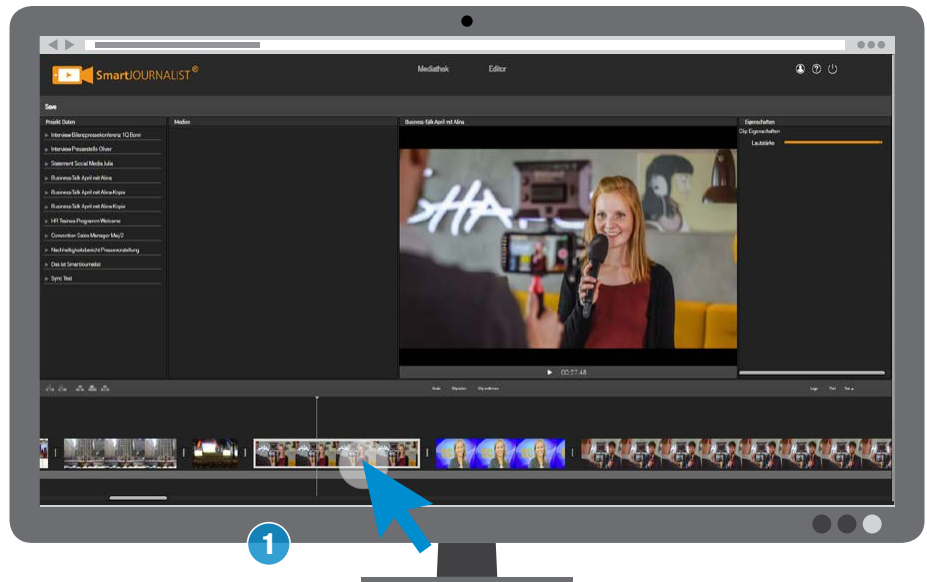 SmartJOURNALIST®
Mediathek
Editor
Save
Projekt Daten
Medien
Business-Talk April mit Alina
Eigenschaften
Clip Eigenschaften
Lautstärke
Interview Bilanzpressekonferenz 1Q Bonn
Interview Pressestelle Oliver
Statement Social Media Julia
Business-Talk April mit Alina
Business-Talk April mit Alina-Kopie
Business-Talk April mit Alina-Kopie
HR Trainee Programm Welcome
Convention Sales Manager May/2
Nachhaltigkeitsbericht Pressevorstellung
Das ist Smartjournalist
Sync Test
00:27:48
1